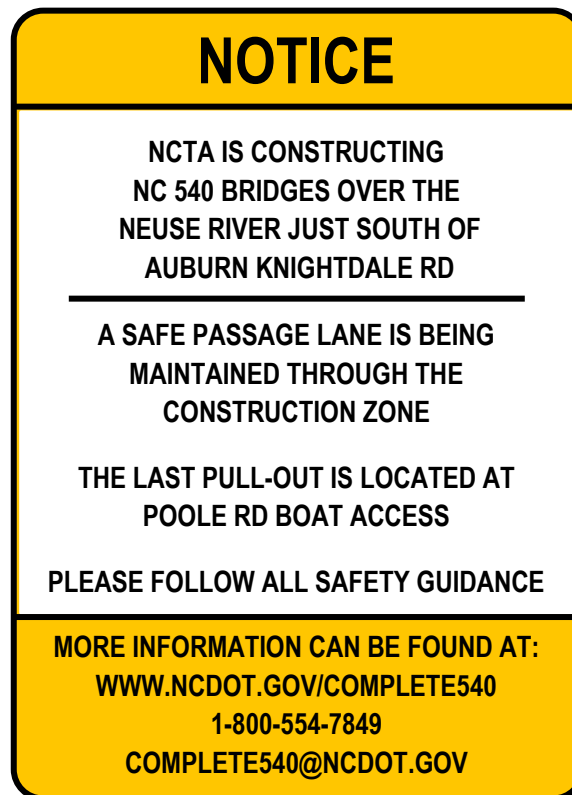 NOTICE
NCTA IS CONSTRUCTING
NC 540 BRIDGES OVER THE
NEUSE RIVER JUST SOUTH OF
AUBURN KNIGHTDALE RD
A SAFE PASSAGE LANE IS BEING
MAINTAINED THROUGH THE
CONSTRUCTION ZONE
THE LAST PULL-OUT IS LOCATED AT
POOLE RD BOAT ACCESS
PLEASE FOLLOW ALL SAFETY GUIDANCE
MORE INFORMATION CAN BE FOUND AT:
WWW.NCDOT.GOV/COMPLETE540
1-800-554-7849
COMPLETE540@NCDOT.GOV